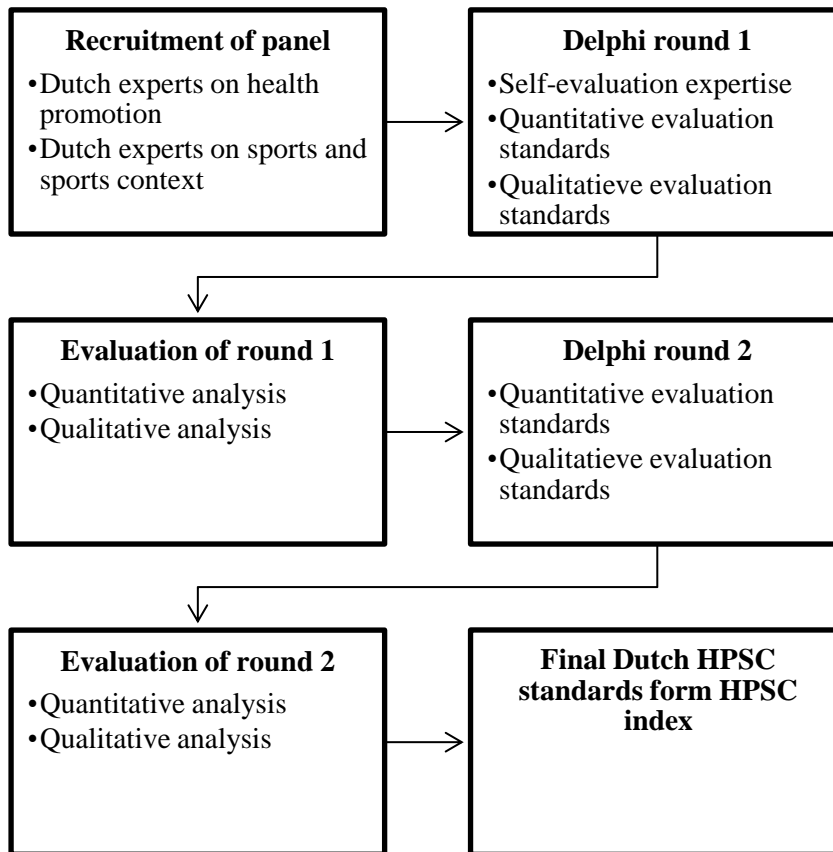 Recruitment of panel
•Dutch experts on health
promotion
•Dutch experts on sports and
sports context
Delphi round 1
•Self-evaluation expertise
•Quantitative evaluation
standards
•Qualitatieve evaluation
standards
Evaluation of round 1
•Quantitative analysis
•Qualitative analysis
Delphi round 2
•Quantitative evaluation
standards
•Qualitatieve evaluation
standards
Evaluation of round 2
•Quantitative analysis
•Qualitative analysis
Final Dutch HPSC
standards form HPSC
index